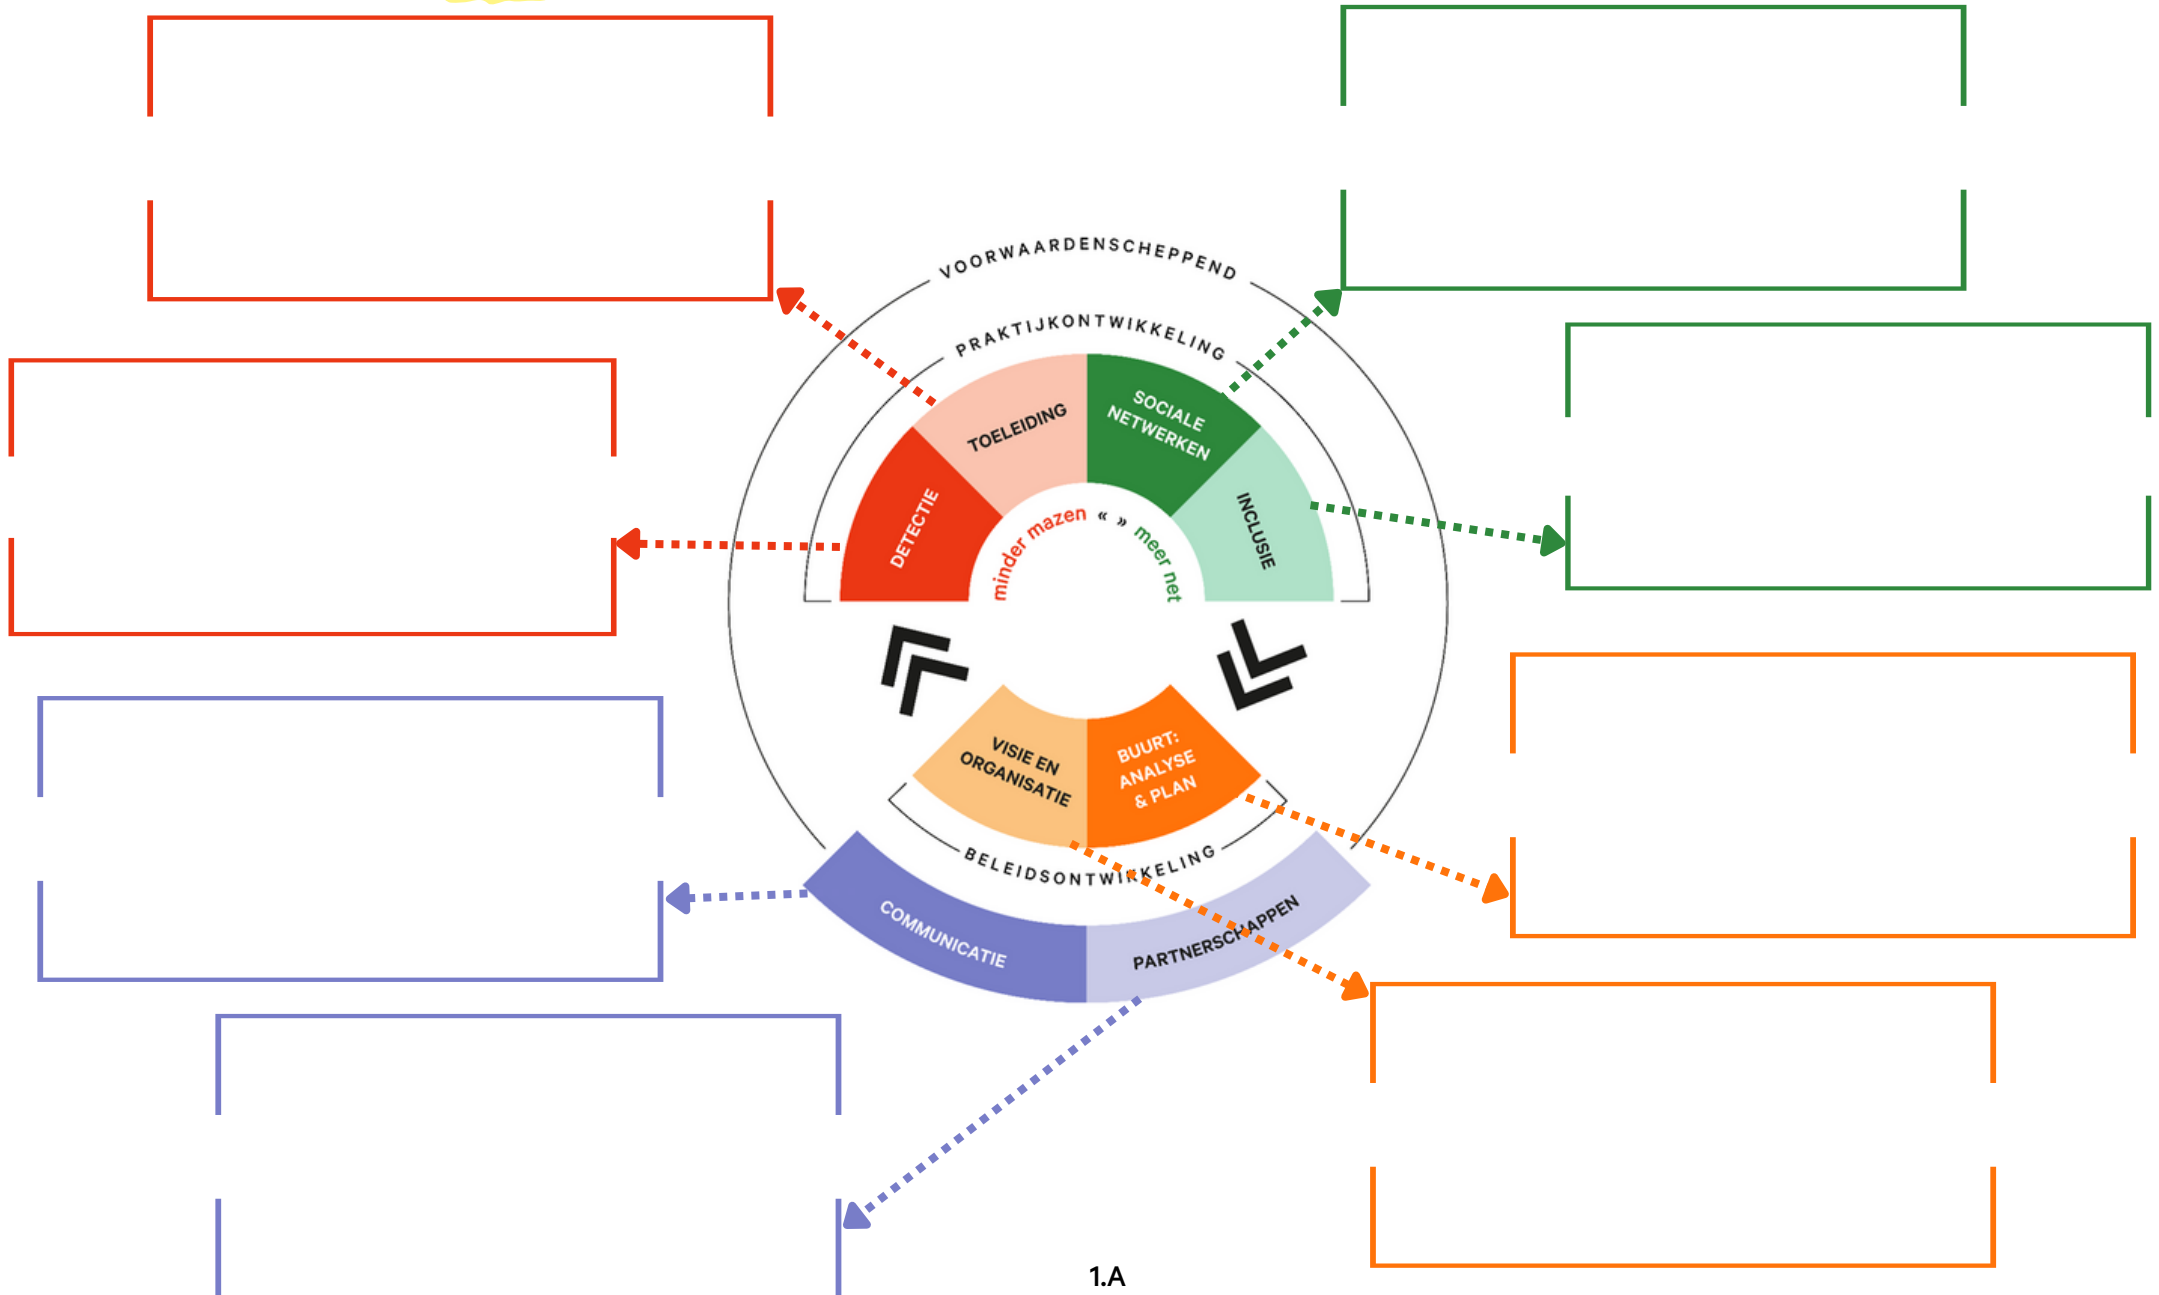 VOORWAARDENSCHEPPEND
PRAKTIJKONTWIKKELING
TOELEIDING
SOCIALE
NETWERKEN
DETECTIE
INCLUSIE
minder mazen « » meer net
VISIE EN
ORGANISATIE
BUURT:
ANALYSE
& PLAN
BELEIDSONTWIKKELING
COMMUNICATIE
PARTNERSCHAPPEN
1.A